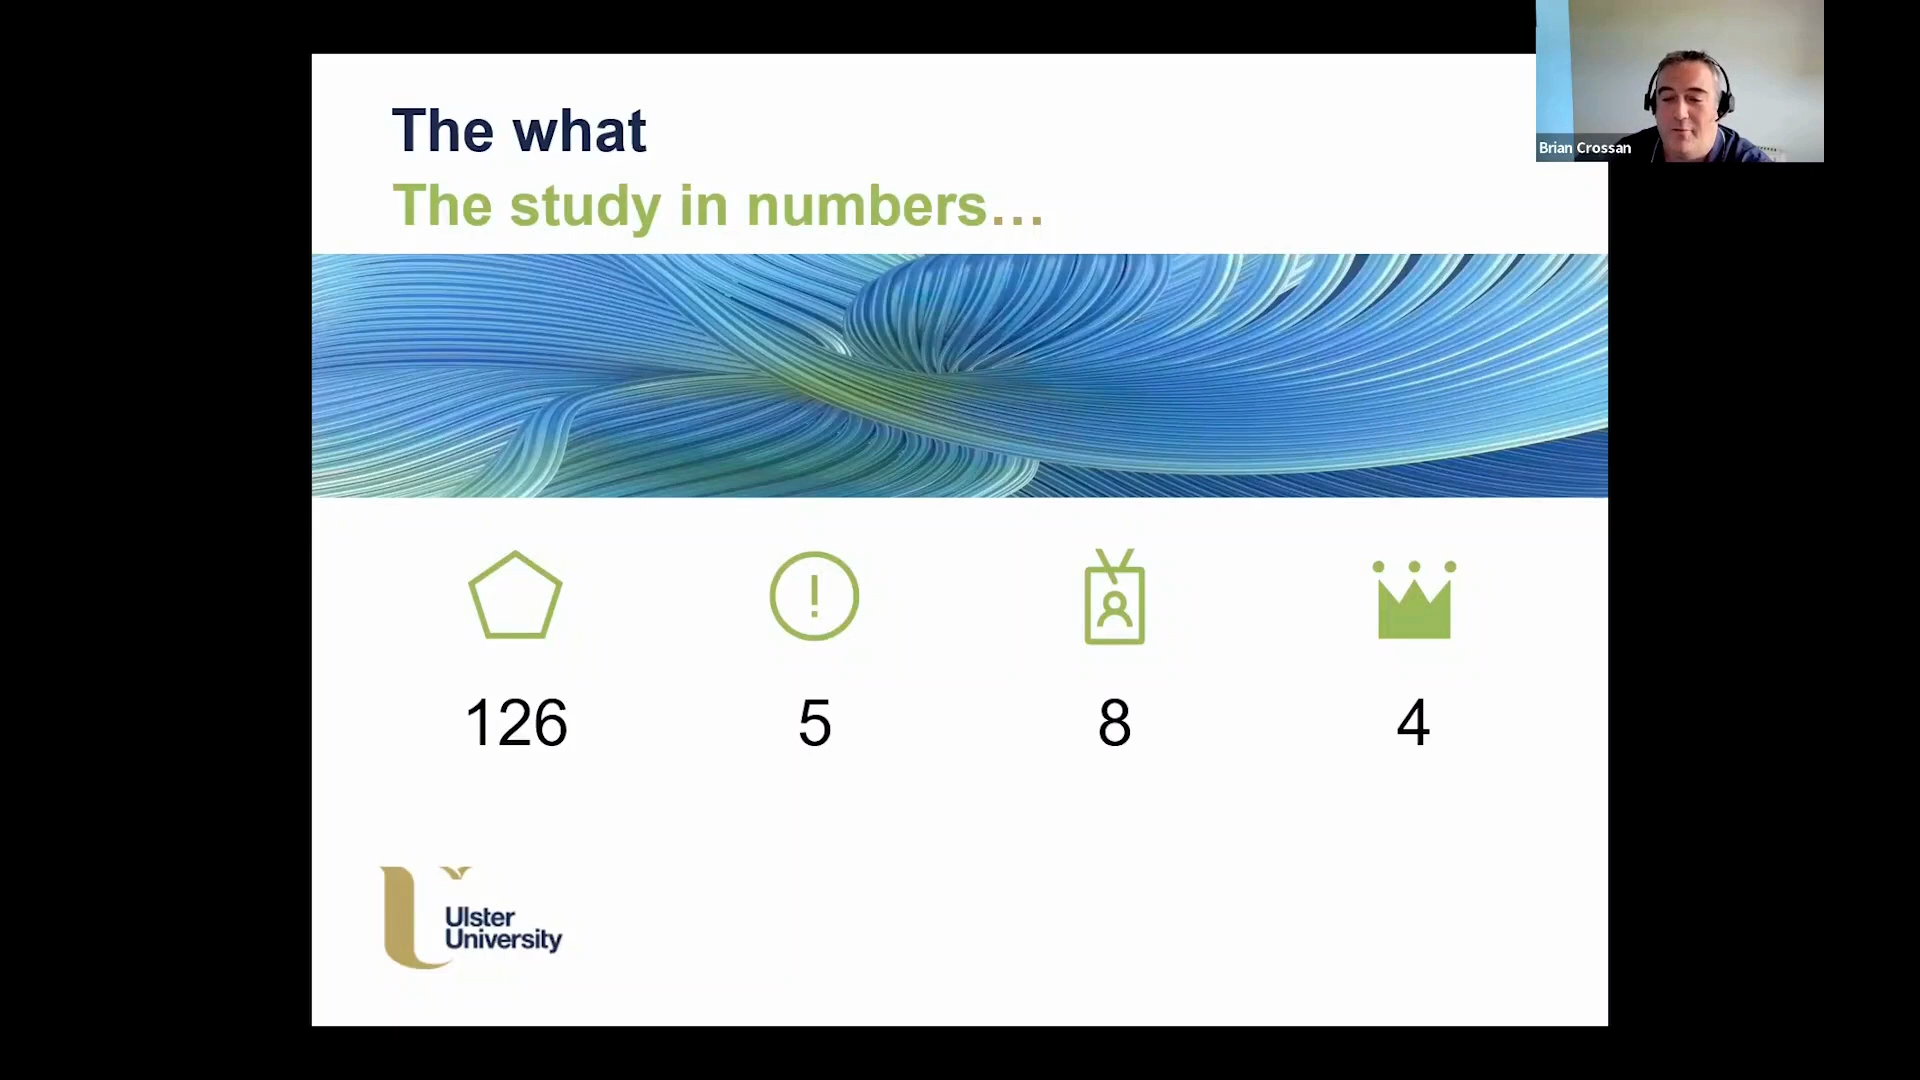 The what
The study in numbers...
Brian Crossan
!
126
5
8
4
Ulster
University